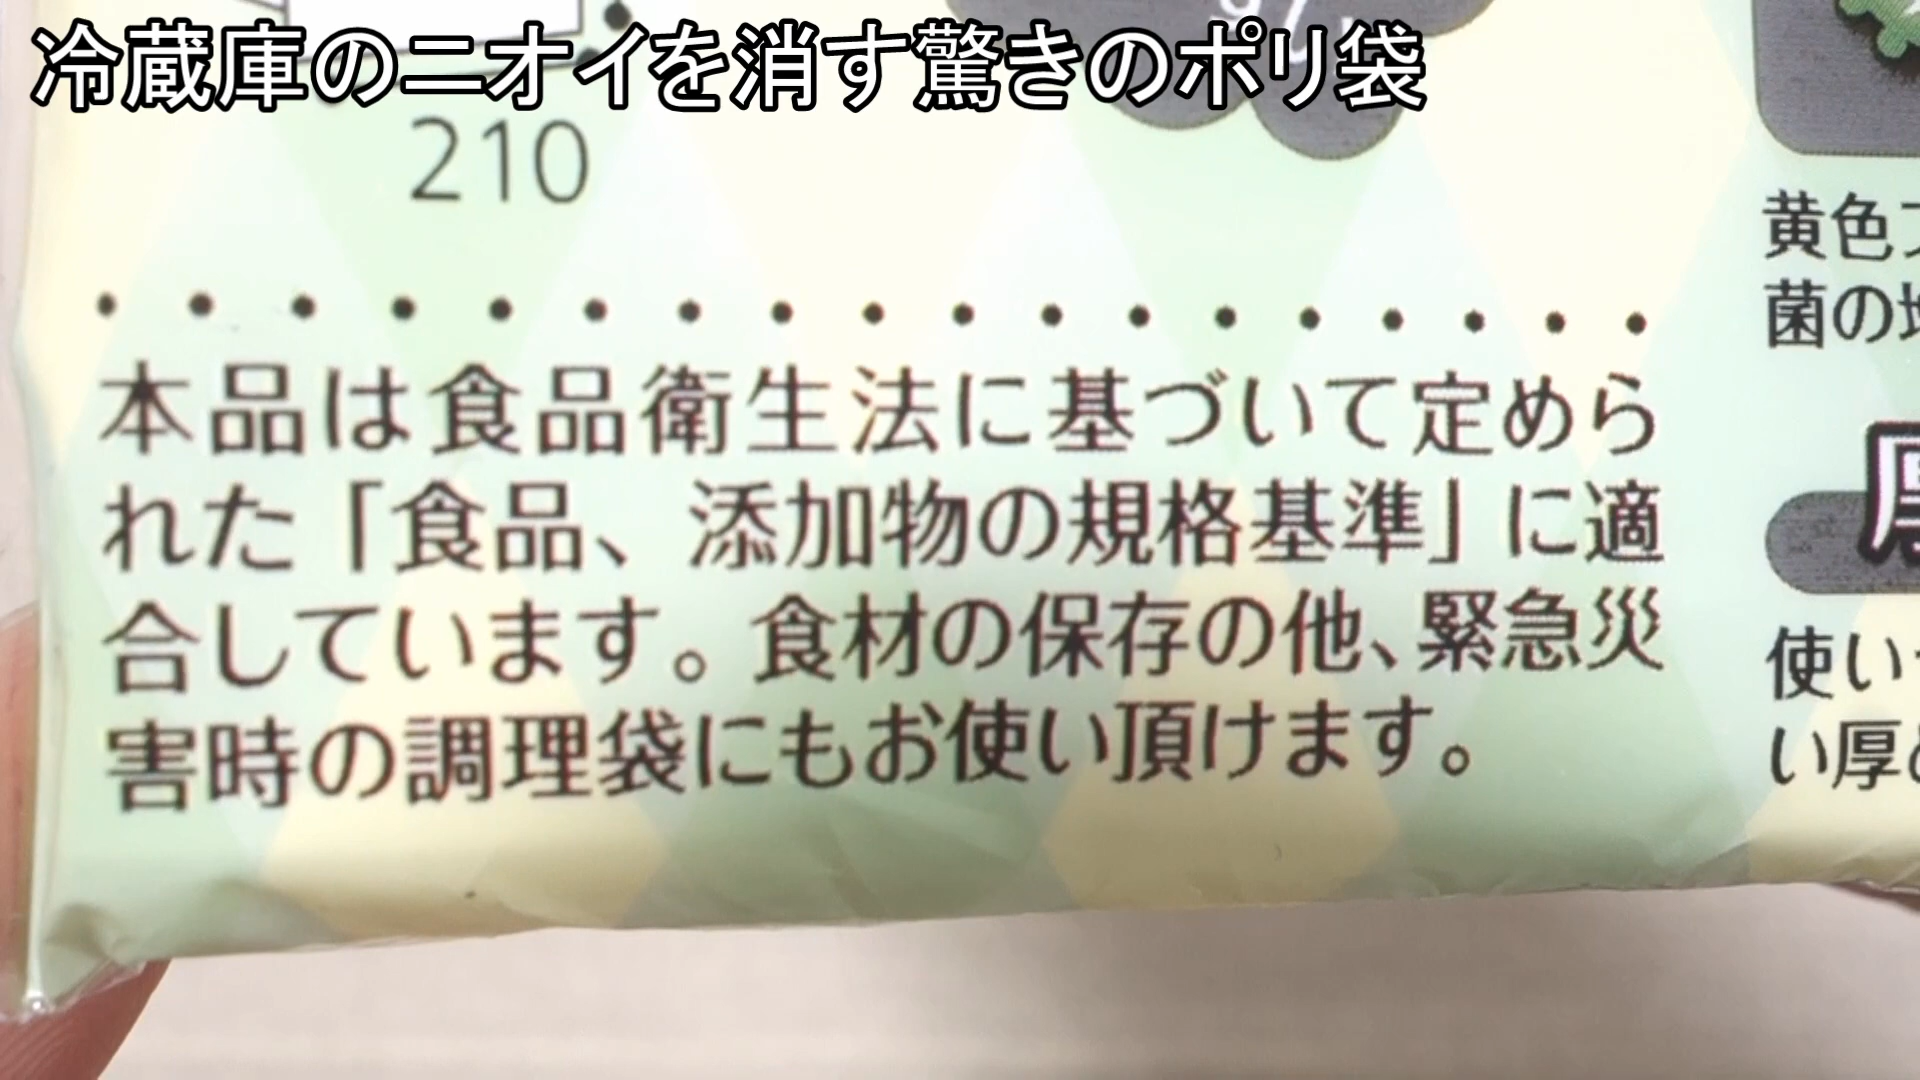 冷蔵庫のニオイを消す驚きのポリ袋
210
本品は食品衛生法に基づいて定めら
れた「食品、添加物の規格基準」に適
合しています。食材の保存の他、緊急災
害時の調理袋にもお使い頂けます。
黄色
菌の
使い
い厚